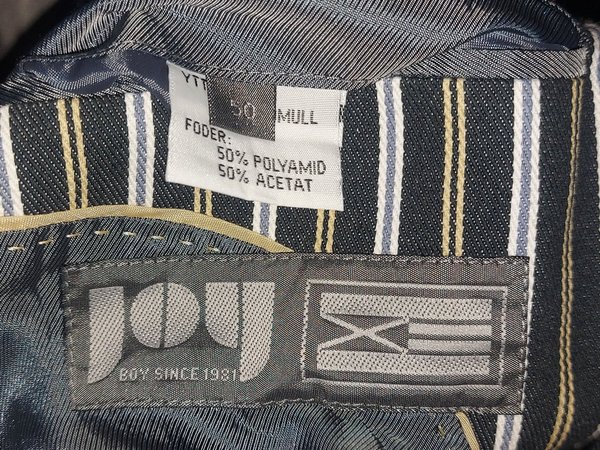 YTT
50
MULL
FODER:
50% POLYAMID
50% ACETAT
JOY
BOY SINCE 1981